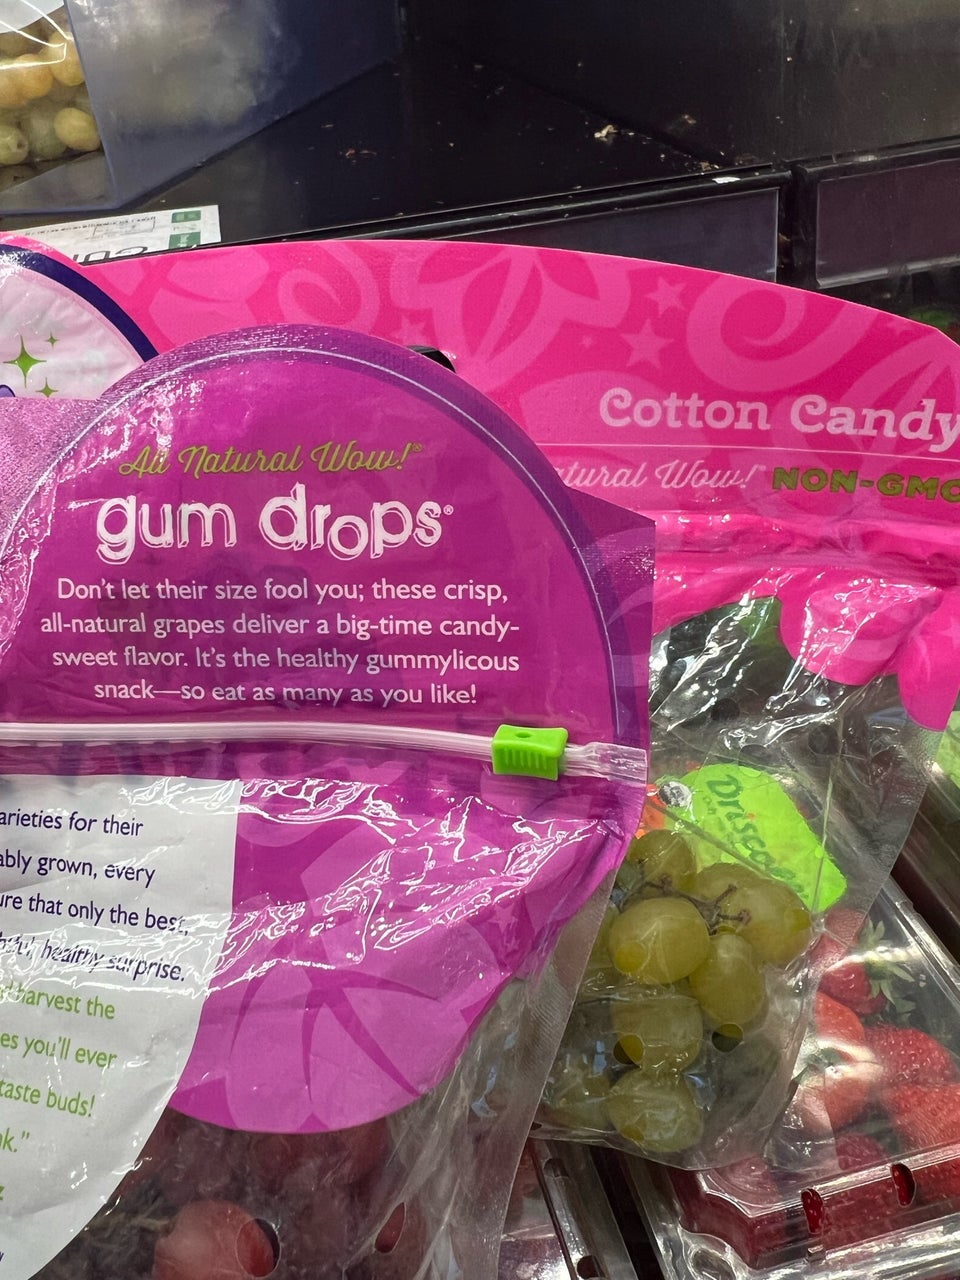 Cotton Candy
Wow! NON-GMO
All Natural Wow!®
gum drops®
Don't let their size fool you; these crisp,
all-natural grapes deliver a big-time candy-
sweet flavor. It's the healthy gummylicous
snack—so eat as many as you like!
arieties for their
ably grown, every
ure that only the best,
healthy surprise.
harvest the
es you'll ever
taste buds!
k."
Driscoll